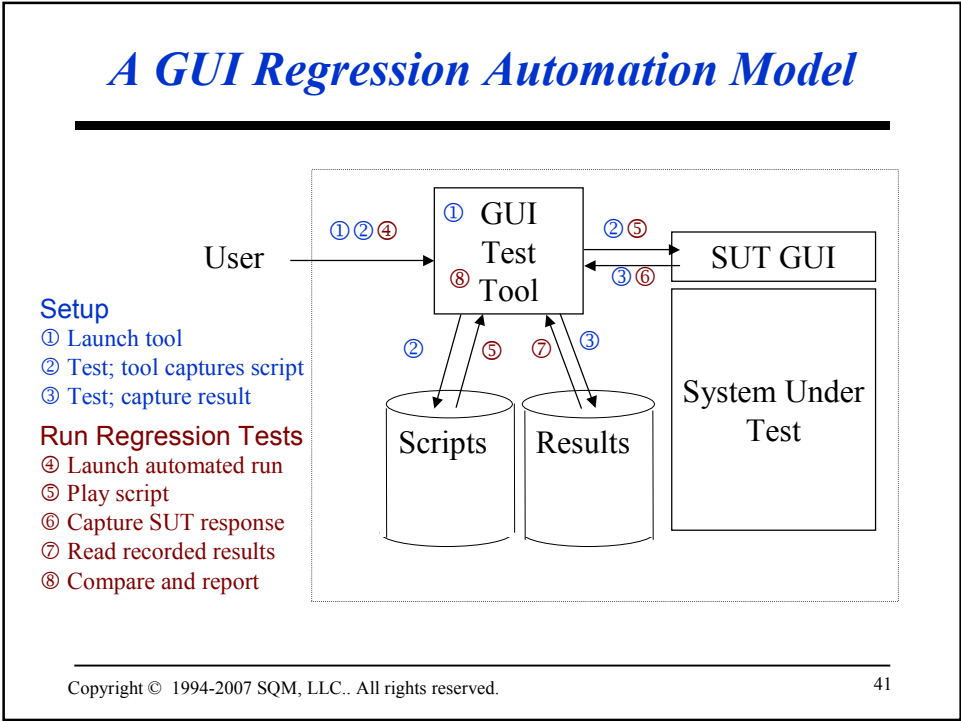 A GUI Regression Automation Model
①②④
User
①
GUI
Test
Tool
⑧
②⑤
③⑥
SUT GUI
Setup
① Launch tool
② Test; tool captures script
③ Test; capture result
Run Regression Tests
④ Launch automated run
⑤ Play script
⑥ Capture SUT response
⑦ Read recorded results
⑧ Compare and report
②
⑤
⑦
③
Scripts
Results
System Under
Test
Copyright © 1994-2007 SQM, LLC.. All rights reserved.
41